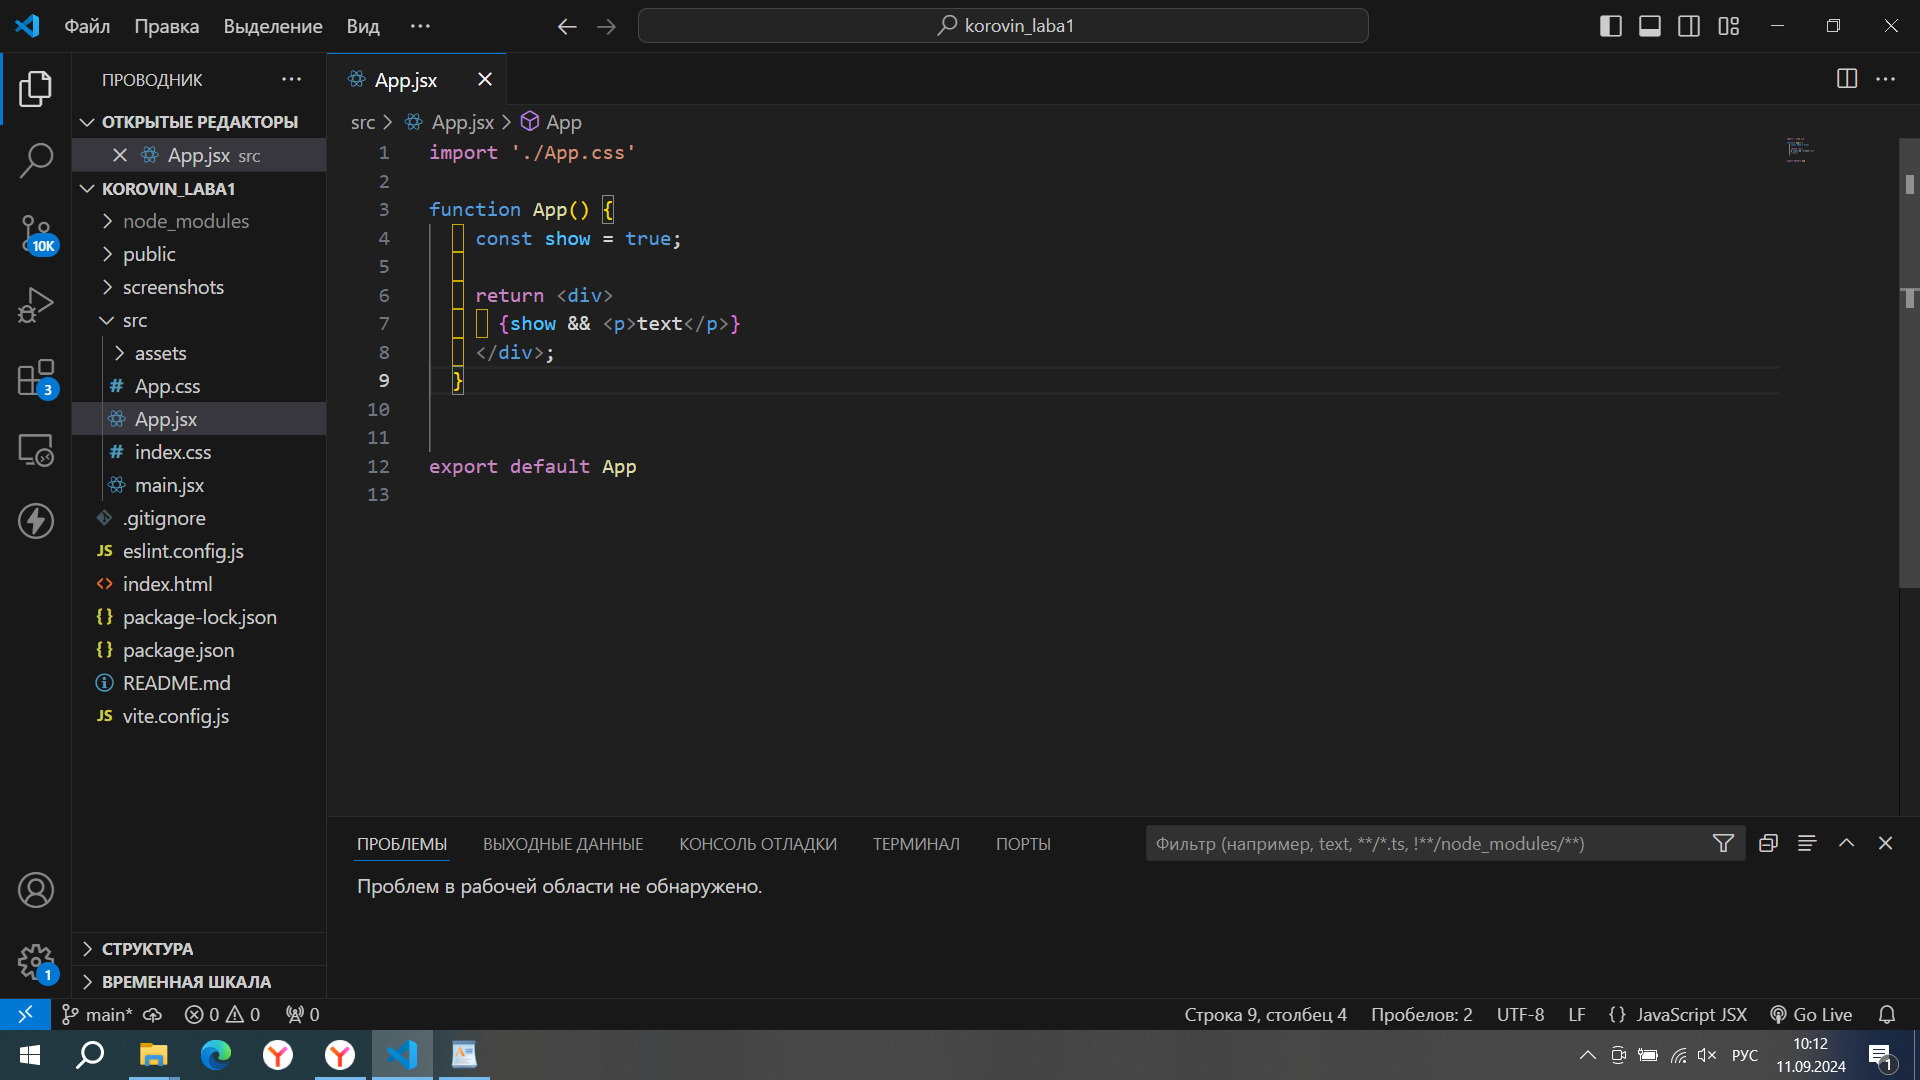 Файл Правка Выделение Вид ··· korovin_laba1
ПРОВОДНИК ···
App.jsx
ОТКРЫТЫЕ РЕДАКТОРЫ
App.jsx src
KOROVIN_LABA1
node_modules
public
screenshots
src
assets
# App.css
App.jsx
# index.css
main.jsx
.gitignore
JS eslint.config.js
<> index.html
{} package-lock.json
{} package.json
README.md
JS vite.config.js
СТРУКТУРА
ВРЕМЕННАЯ ШКАЛА
10K
3
1
src > App.jsx > App
1 import './App.css'
2
3 function App() {
4 const show = true;
5
6 return <div>
7 {show && <p>text</p>}
8 </div>;
9 }
10
11
12 export default App
13
ПРОБЛЕМЫ ВЫХОДНЫЕ ДАННЫЕ КОНСОЛЬ ОТЛАДКИ ТЕРМИНАЛ ПОРТЫ Фильтр (например, text, **/*.ts, !**/node_modules/**)
Проблем в рабочей области не обнаружено.
main* 0 0 0 Строка 9, столбец 4 Пробелов: 2 UTF-8 LF {} JavaScript JSX Go Live
РУС 10:12
11.09.2024 1